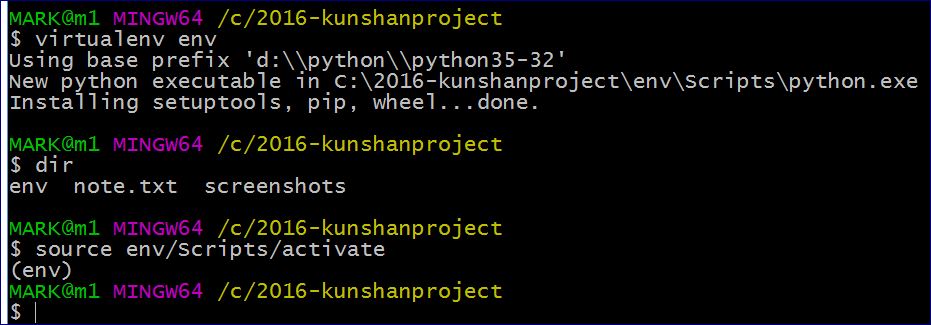 MARK@m1 MINGW64 /c/2016-kunshanproject
$ virtualenv env
Using base prefix 'd:\\python\\python35-32'
New python executable in C:\2016-kunshanproject\env\Scripts\python.exe
Installing setuptools, pip, wheel...done.
MARK@m1 MINGW64 /c/2016-kunshanproject
$ dir
env  note.txt  screenshots
MARK@m1 MINGW64 /c/2016-kunshanproject
$ source env/Scripts/activate
(env)
MARK@m1 MINGW64 /c/2016-kunshanproject
$